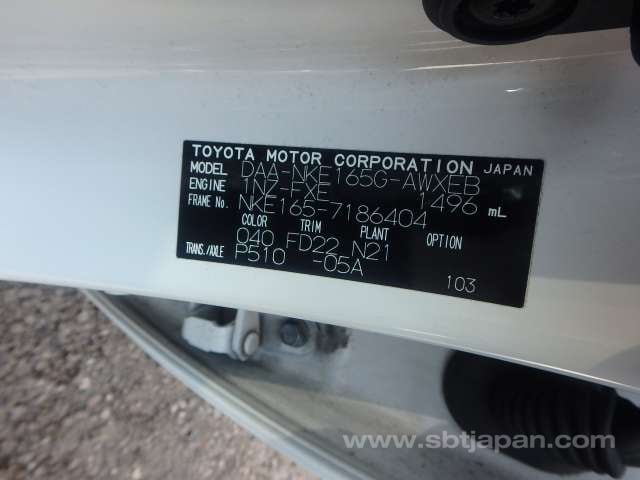 TOYOTA MOTOR CORPORATION JAPAN
MODEL DAA-NKE165G-AWXEB
ENGINE 1NZ-FXE 1496 mL
FRAME No. NKE165-7186404
COLOR TRIM PLANT OPTION
040 FD22 N21
TRANS./AXLE P510 -05A
103
www.sbtjapan.com